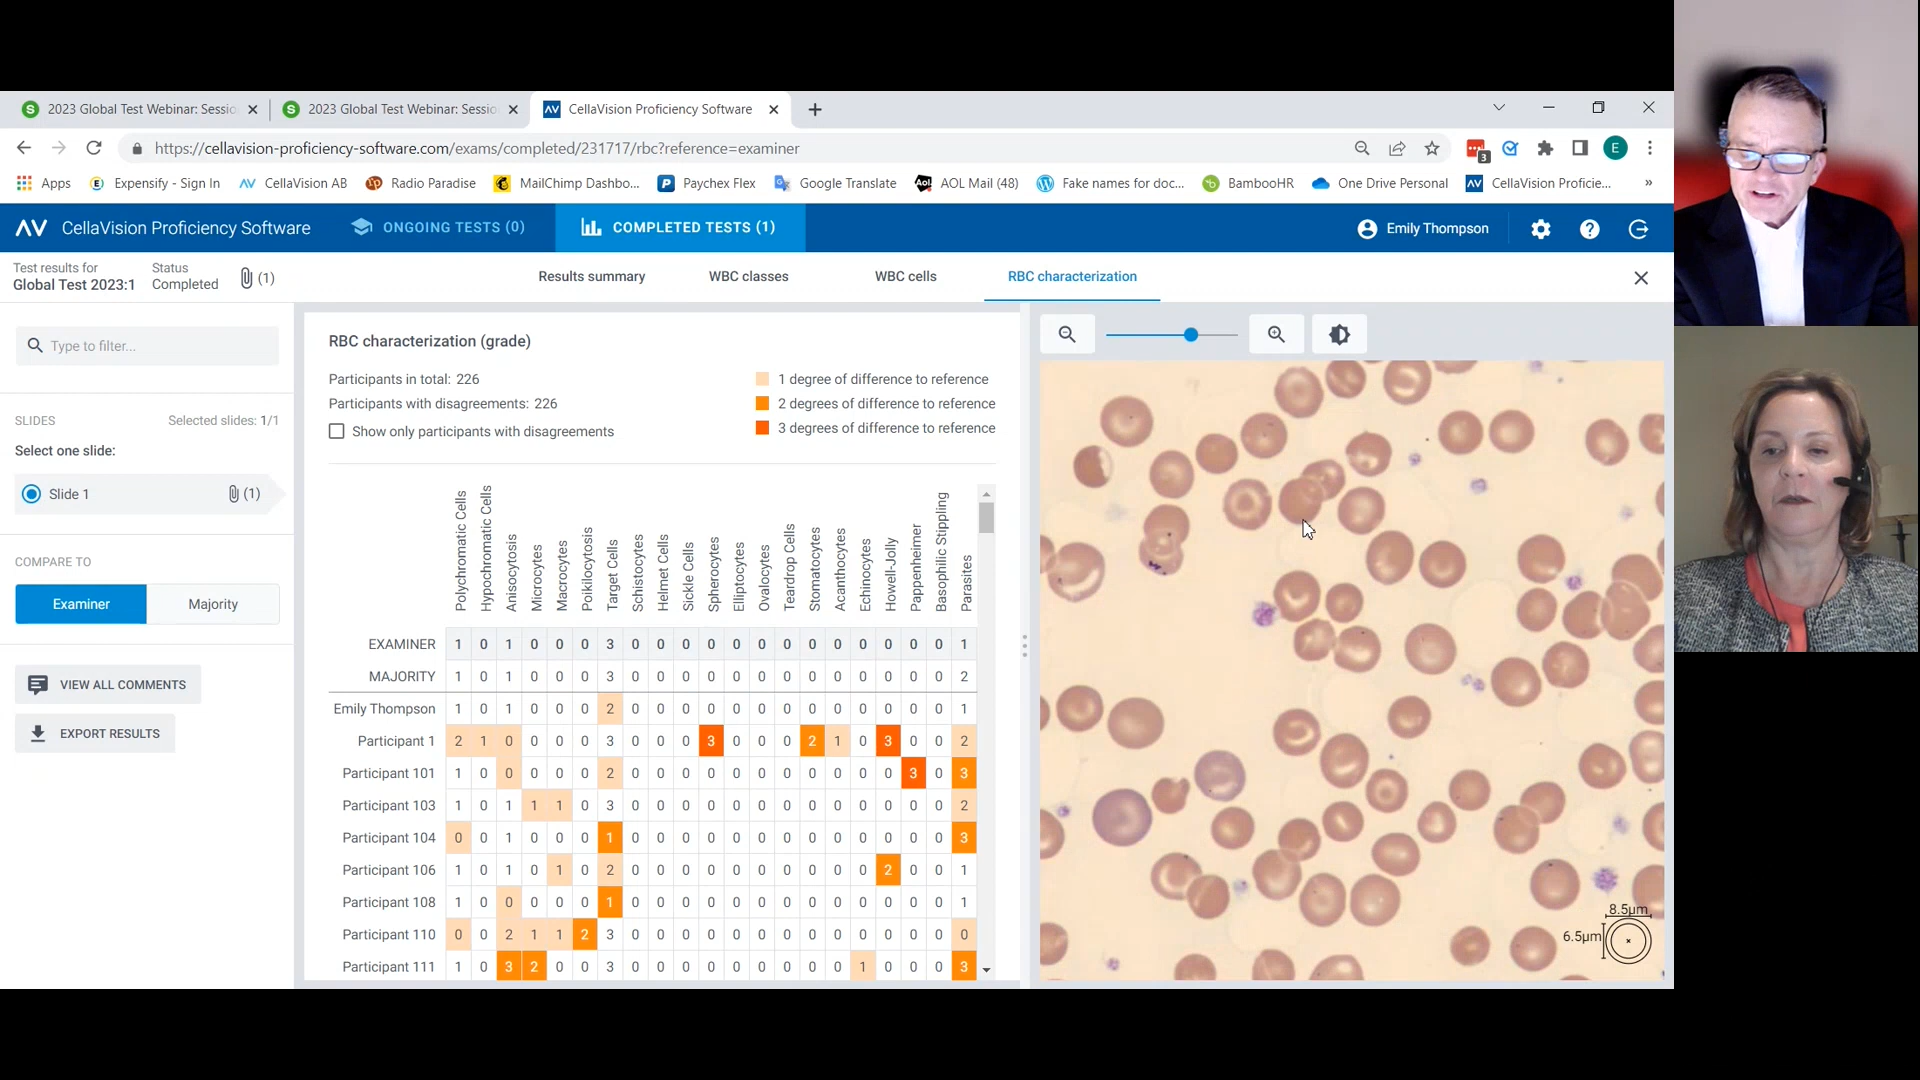 2023 Global Test Webinar: Sessio
2023 Global Test Webinar: Sessio
CellaVision Proficiency Software
https://cellavision-proficiency-software.com/exams/completed/231717/rbc?reference=examiner
3
E
Apps
Expensify - Sign In
CellaVision AB
Radio Paradise
MailChimp Dashbo...
Paychex Flex
Google Translate
AOL Mail (48)
Fake names for doc...
BambooHR
One Drive Personal
CellaVision Proficie...
»
CellaVision Proficiency Software
ONGOING TESTS (0)
COMPLETED TESTS (1)
Emily Thompson
Test results for
Global Test 2023:1
Status
Completed
(1)
Results summary
WBC classes
WBC cells
RBC characterization
Type to filter...
SLIDES
Selected slides: 1/1
Select one slide:
Slide 1
(1)
COMPARE TO
Examiner
Majority
VIEW ALL COMMENTS
EXPORT RESULTS
RBC characterization (grade)
Participants in total: 226
Participants with disagreements: 226
Show only participants with disagreements
1 degree of difference to reference
2 degrees of difference to reference
3 degrees of difference to reference
Polychromatic Cells
Hypochromatic Cells
Anisocytosis
Microcytes
Macrocytes
Poikilocytosis
Target Cells
Schistocytes
Helmet Cells
Sickle Cells
Spherocytes
Elliptocytes
Ovalocytes
Teardrop Cells
Stomatocytes
Acanthocytes
Echinocytes
Howell-Jolly
Pappenheimer
Basophilic Stippling
Parasites
EXAMINER 1 0 1 0 0 0 3 0 0 0 0 0 0 0 0 0 0 0 0 0 1
MAJORITY 1 0 1 0 0 0 3 0 0 0 0 0 0 0 0 0 0 0 0 0 2
Emily Thompson 1 0 1 0 0 0 2 0 0 0 0 0 0 0 0 0 0 0 0 0 1
Participant 1 2 1 0 0 0 0 3 0 0 0 3 0 0 0 2 1 0 3 0 0 2
Participant 101 1 0 0 0 0 0 2 0 0 0 0 0 0 0 0 0 0 0 3 0 3
Participant 103 1 0 1 1 1 0 3 0 0 0 0 0 0 0 0 0 0 0 0 0 2
Participant 104 0 0 1 0 0 0 1 0 0 0 0 0 0 0 0 0 0 0 0 0 3
Participant 106 1 0 1 0 1 0 2 0 0 0 0 0 0 0 0 0 0 2 0 0 1
Participant 108 1 0 0 0 0 0 1 0 0 0 0 0 0 0 0 0 0 0 0 0 1
Participant 110 0 0 2 1 1 2 3 0 0 0 0 0 0 0 0 0 0 0 0 0 0
Participant 111 1 0 3 2 0 0 3 0 0 0 0 0 0 0 0 0 1 0 0 0 3
8.5µm
6.5µm